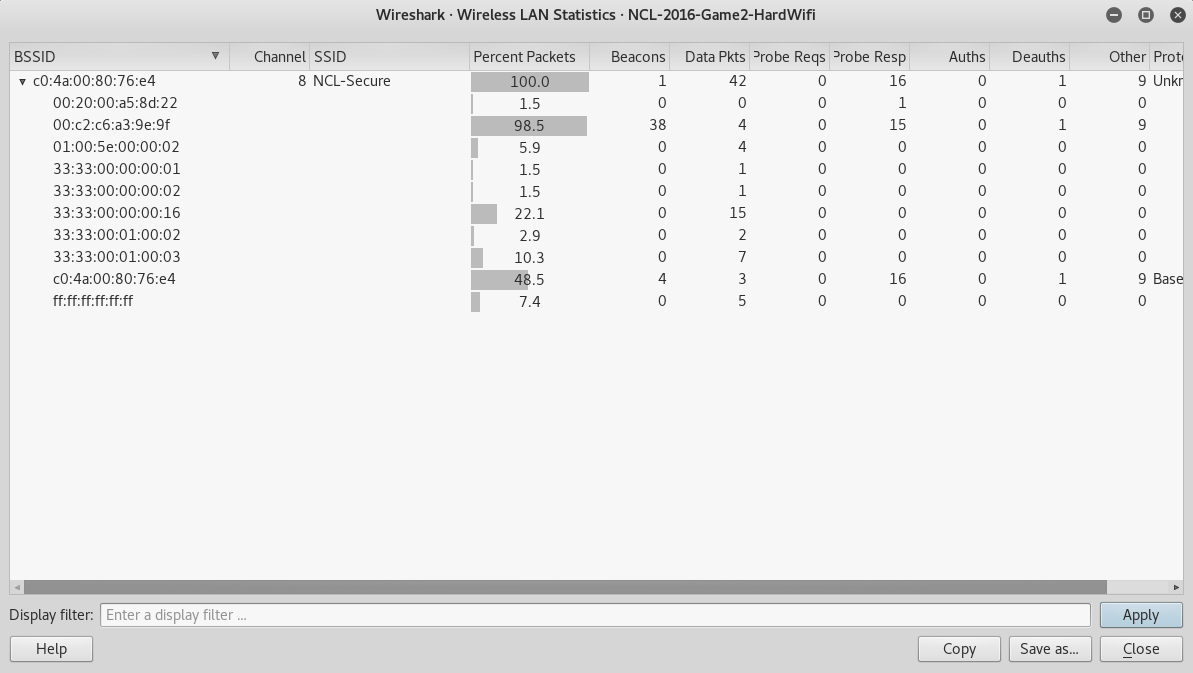 Wireshark · Wireless LAN Statistics · NCL-2016-Game2-HardWifi
BSSID Channel SSID Percent Packets Beacons Data Pkts Probe Reqs Probe Resp Auths Deauths Other Prote
c0:4a:00:80:76:e4 8 NCL-Secure 100.0 1 42 0 16 0 1 9 Unkr
00:20:00:a5:8d:22 1.5 0 0 0 1 0 0 0
00:c2:c6:a3:9e:9f 98.5 38 4 0 15 0 1 9
01:00:5e:00:00:02 5.9 0 4 0 0 0 0 0
33:33:00:00:00:01 1.5 0 1 0 0 0 0 0
33:33:00:00:00:02 1.5 0 1 0 0 0 0 0
33:33:00:00:00:16 22.1 0 15 0 0 0 0 0
33:33:00:01:00:02 2.9 0 2 0 0 0 0 0
33:33:00:01:00:03 10.3 0 7 0 0 0 0 0
c0:4a:00:80:76:e4 48.5 4 3 0 16 0 1 9 Base
ff:ff:ff:ff:ff:ff 7.4 0 5 0 0 0 0 0
Display filter: Enter a display filter ... Apply
Help Copy Save as... Close